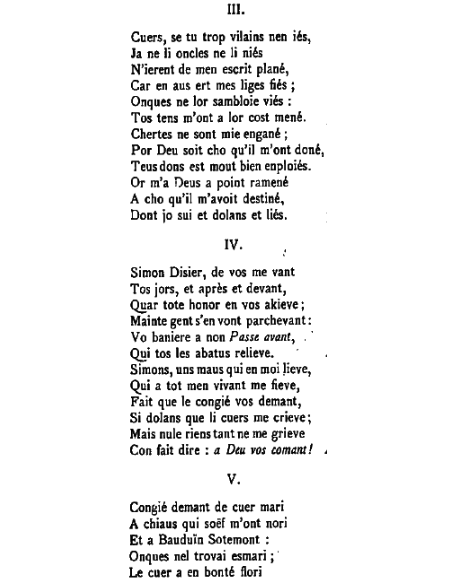 III.
Cuers, se tu trop vilains nen iés,
Ja ne li oncles ne li niés
N'ierent de men escrit plané,
Car en aus ert mes liges fiés ;
Onques ne lor sambloie viés :
Tos tens m'ont a lor cost mené.
Chertes ne sont mie engané ;
Por Deu soit cho qu'il m'ont doné,
Teus dons est mout bien enploiés.
Or m'a Deus a point ramené
A cho qu'il m'avoit destiné,
Dont jo sui et dolans et liés.
IV.
Simon Disier, de vos me vant
Tos jors, et après et devant,
Quar tote honor en vos akieve ;
Mainte gent s'en vont parchevant :
Vo baniere a non Passe avant,
Qui tos les abatus relieve.
Simons, uns maus qui en moi lieve,
Qui a tot men vivant me fieve,
Fait que le congié vos demant,
Si dolans que li cuers me crieve ;
Mais nule riens tant ne me grieve
Con fait dire : a Deu vos comant !
V.
Congié demant de cuer mari
A chiaus qui soëf m'ont nori
Et a Bauduïn Sotemont :
Onques nel trovai esmari ;
Le cuer a en bonté flori